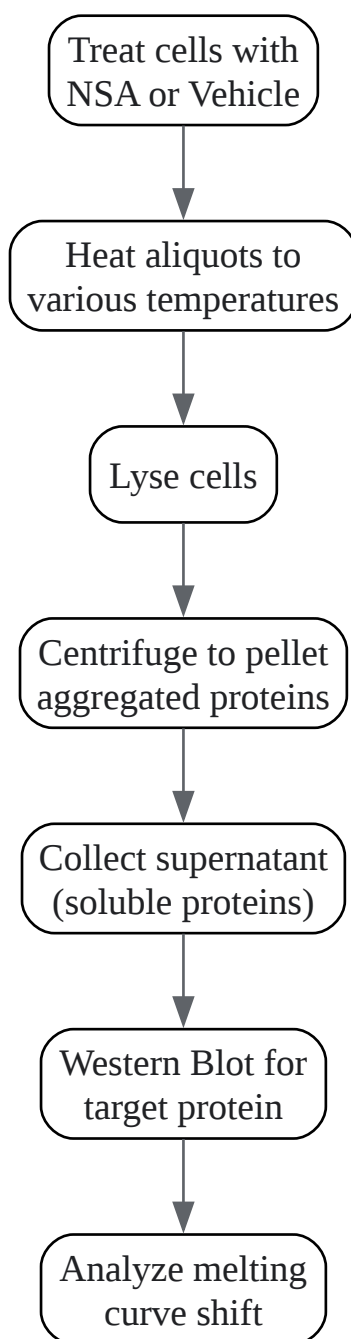 Treat cells with
NSA or Vehicle
Heat aliquots to
various temperatures
Lyse cells
Centrifuge to pellet
aggregated proteins
Collect supernatant
(soluble proteins)
Western Blot for
target protein
Analyze melting
curve shift